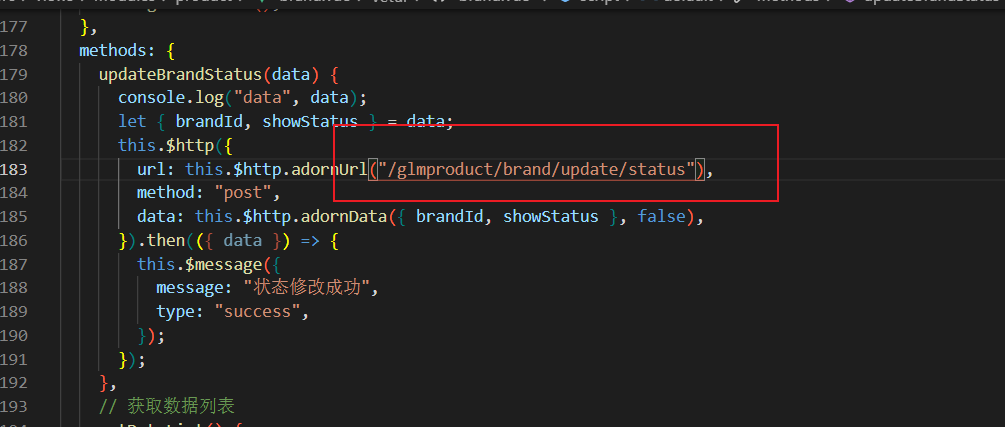 177 },
178 methods: {
179 updateBrandStatus(data) {
180 console.log("data", data);
181 let { brandId, showStatus } = data;
182 this.$http({
183 url: this.$http.adornUrl("/glmproduct/brand/update/status"),
184 method: "post",
185 data: this.$http.adornData({ brandId, showStatus }, false),
186 }).then(({ data }) => {
187 this.$message({
188 message: "状态修改成功",
189 type: "success",
190 });
191 });
192 },
193 // 获取数据列表